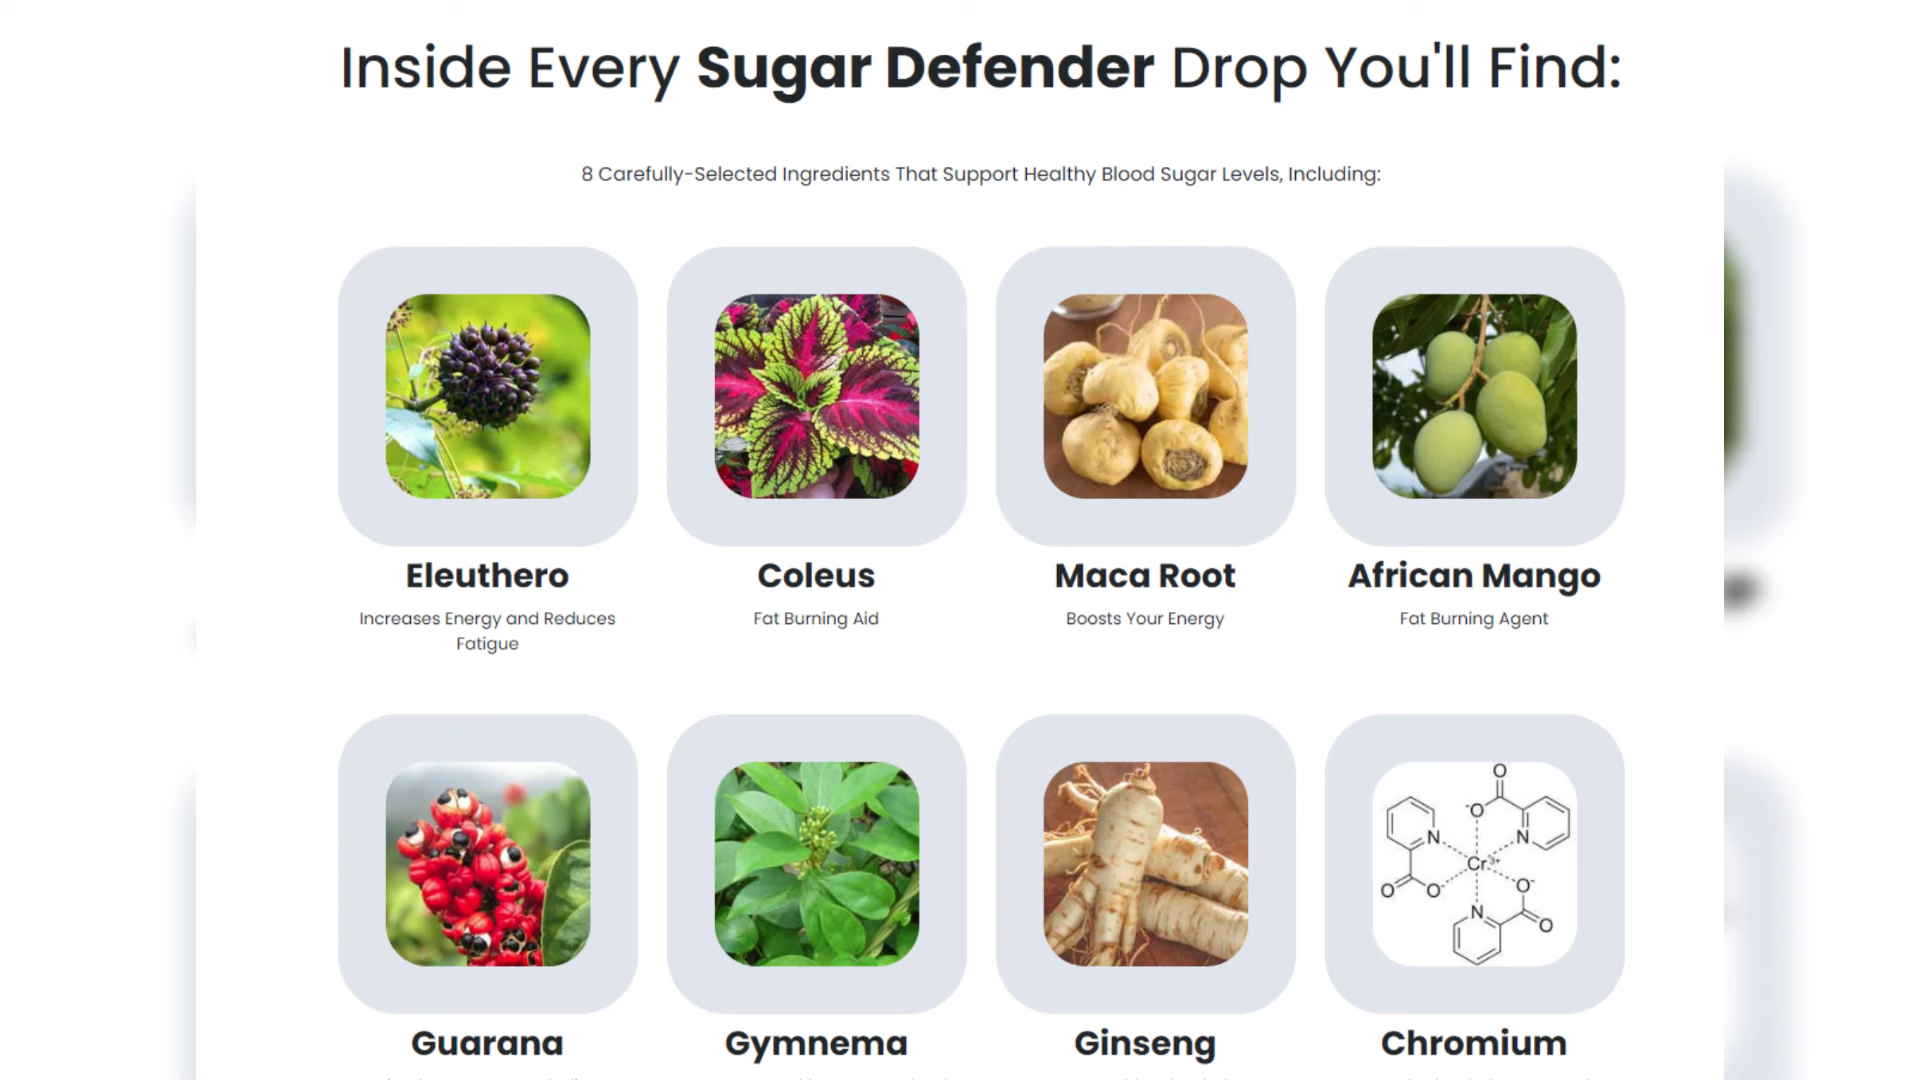 Inside Every Sugar Defender Drop You'll Find:
8 Carefully-Selected Ingredients That Support Healthy Blood Sugar Levels, Including:
Eleuthero
Increases Energy and Reduces
Fatigue
Coleus
Fat Burning Aid
Maca Root
Boosts Your Energy
African Mango
Fat Burning Agent
O
-O
N
N
Cr3+
O
O-
O-
N
O
Guarana
Gymnema
Ginseng
Chromium